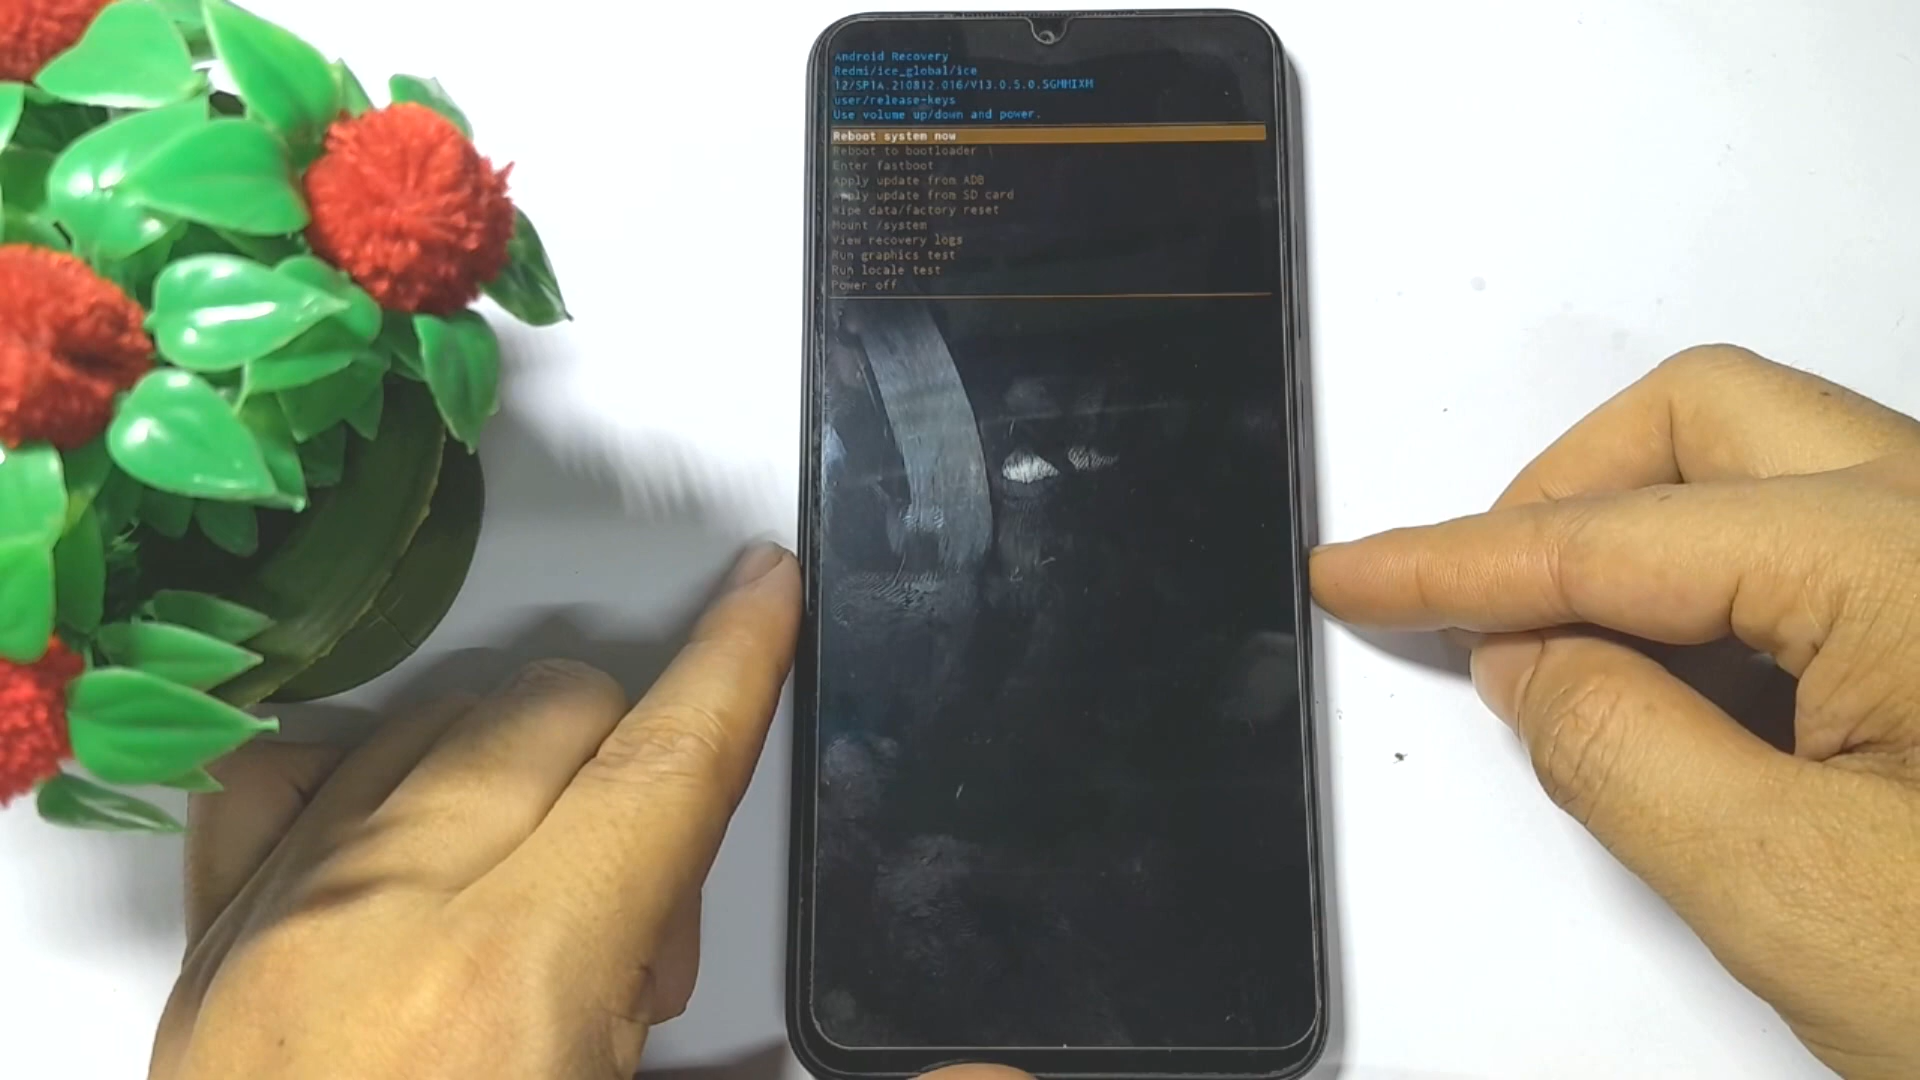 Android Recovery
Redmi/ice_global/ice
12/SP1A.210812.016/V13.0.5.0.SGMMIXM
user/release-keys
Use volume up/down and power.
Reboot system now
Reboot to bootloader
Enter fastboot
Apply update from ADB
Apply update from SD card
Wipe data/factory reset
Mount /system
View recovery logs
Run graphics test
Run locale test
Power off